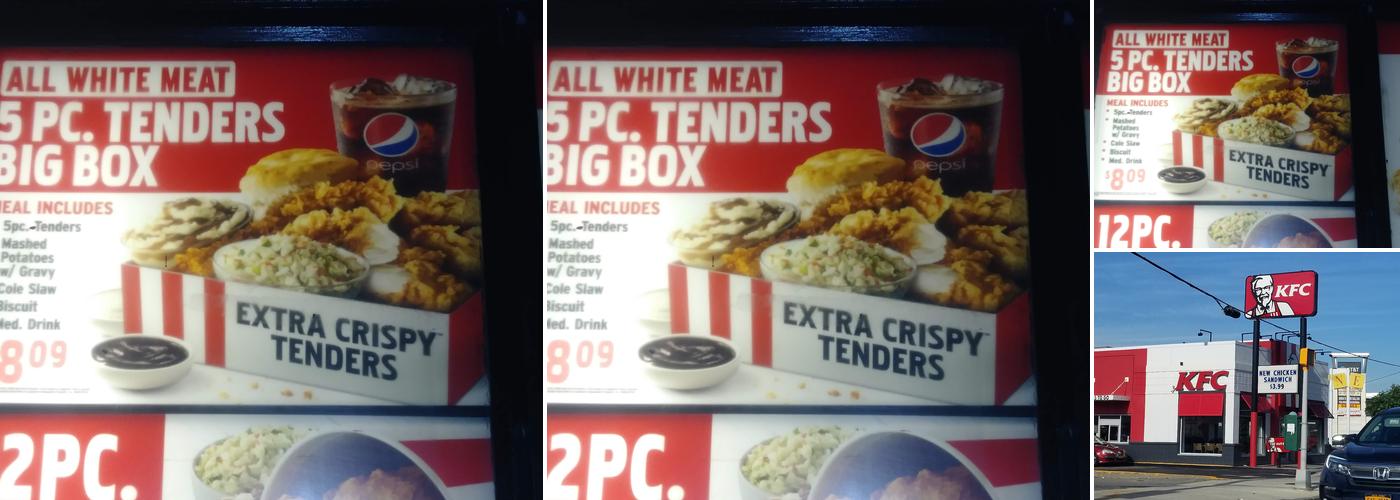 ALL WHITE MEAT
5 PC. TENDERS
BIG BOX
pepsi
MEAL INCLUDES
5pc. Tenders
Mashed
Potatoes
w/ Gravy
Cole Slaw
Biscuit
Med. Drink
8 09
EXTRA CRISPY
TENDERS
2PC.
ALL WHITE MEAT
5 PC. TENDERS
BIG BOX
pepsi
MEAL INCLUDES
5pc. Tenders
Mashed
Potatoes
w/ Gravy
Cole Slaw
Biscuit
Med. Drink
8 09
EXTRA CRISPY
TENDERS
2PC.
ALL WHITE MEAT
5 PC. TENDERS
BIG BOX
pepsi
MEAL INCLUDES
5pc. Tenders
Mashed
Potatoes
w/ Gravy
Cole Slaw
Biscuit
Med. Drink
$8 09
EXTRA CRISPY
TENDERS
12PC.
KFC
KFC
NEW CHICKEN
SANDWICH
$3.99